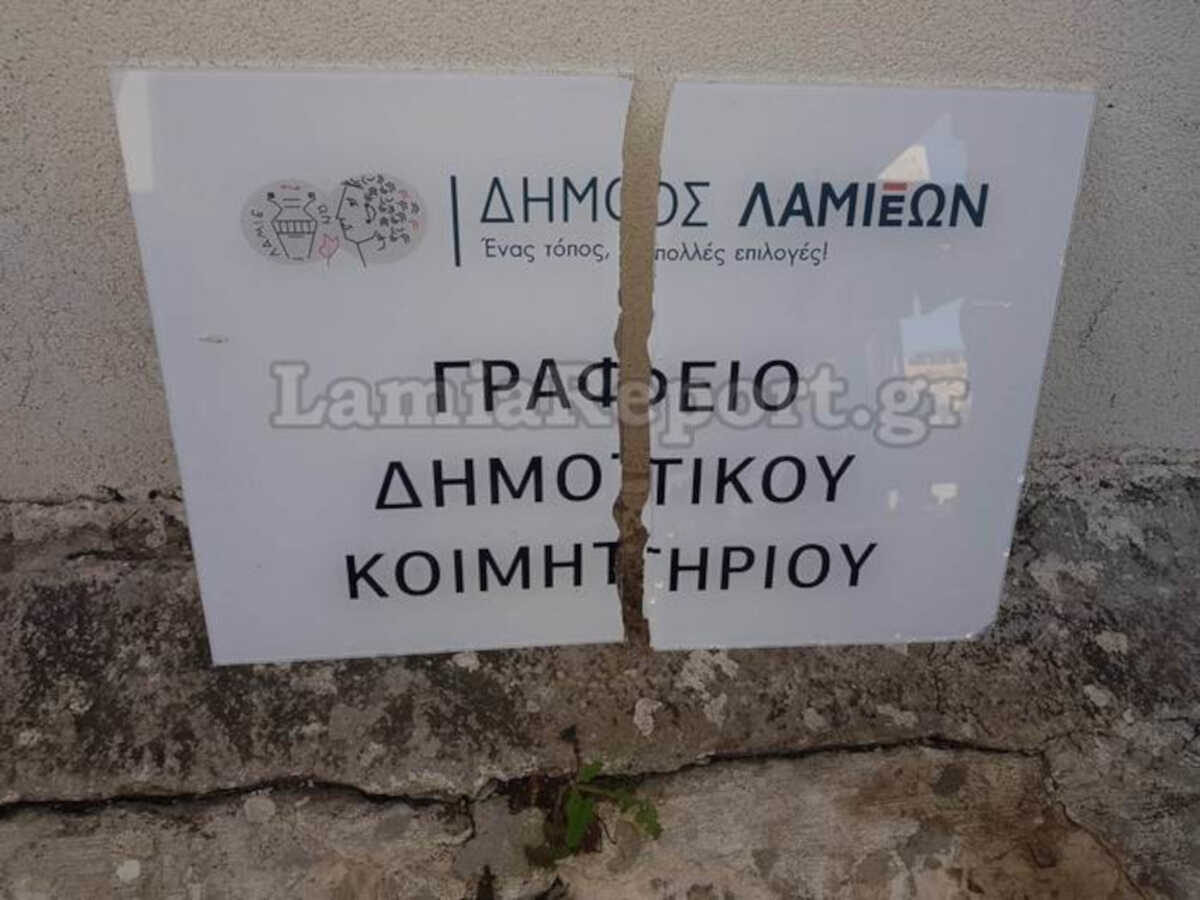 ΔΗΜΟΣ ΛΑΜΙΕΩΝ
Ένας τόπος, πολλές επιλογές!
ΓΡΑΦΕΙΟ
LamiaReport.gr
ΔΗΜΟΤΙΚΟΥ
ΚΟΙΜΗΤΗΡΙΟΥ